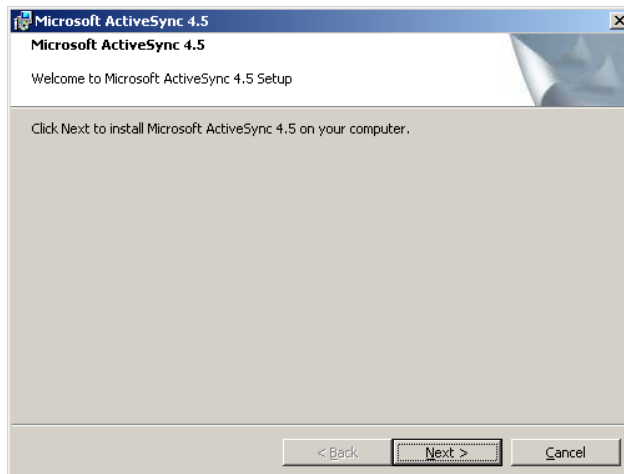 Microsoft ActiveSync 4.5
Microsoft ActiveSync 4.5
Welcome to Microsoft ActiveSync 4.5 Setup
Click Next to install Microsoft ActiveSync 4.5 on your computer.
< Back Next > Cancel